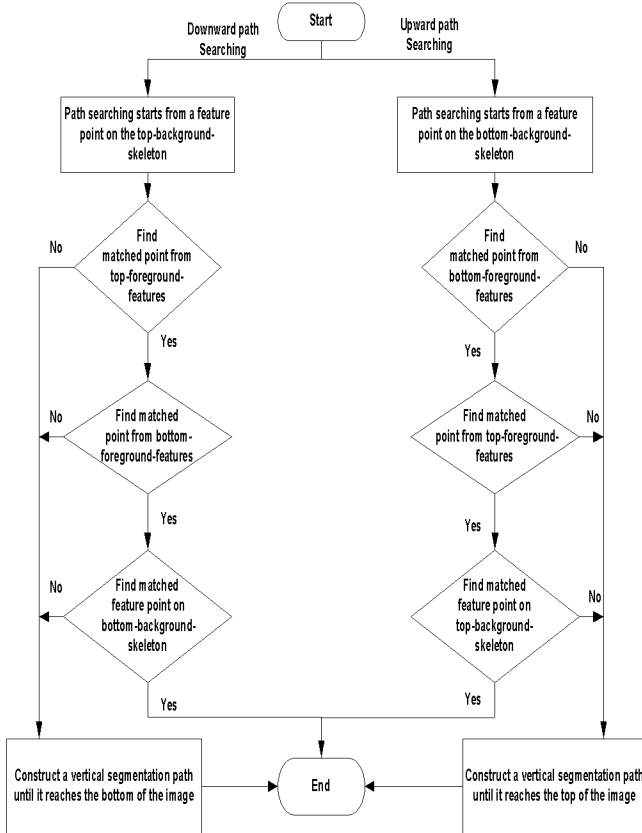 Start
Downward path
Searching
Upward path
Searching
Path searching starts from a feature
point on the top-background-
skeleton
Path searching starts from a feature
point on the bottom-background-
skeleton
No
Find
matched point from
top-foreground-
features
Find
matched point from
bottom-foreground-
features
No
Yes
Yes
No
Find matched
point from bottom-
foreground-features
Find matched
point from top-foreground-
features
No
Yes
Yes
No
Find matched
feature point on
bottom-background-
skeleton
Find matched
feature point on
top-background-
skeleton
No
Yes
Yes
Construct a vertical segmentation path
until it reaches the bottom of the image
End
Construct a vertical segmentation path
until it reaches the top of the image